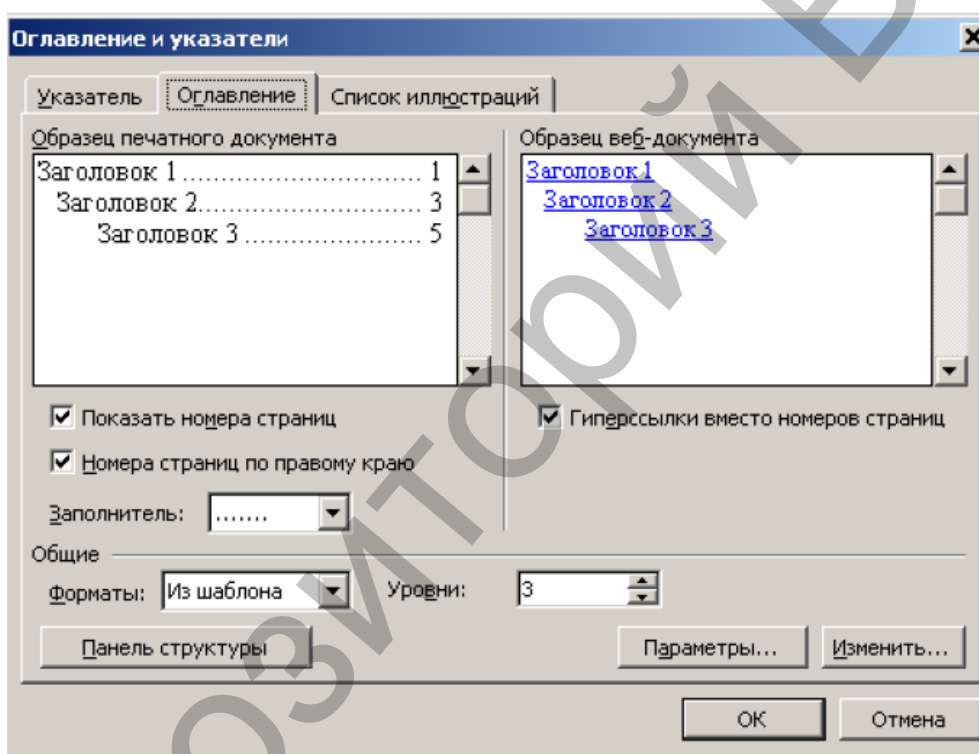 Оглавление и указатели
Указатель Оглавление Список иллюстраций
Образец печатного документа
Заголовок 1 ................................ 1
Заголовок 2............................. 3
Заголовок 3 ....................... 5
Образец веб-документа
Заголовок 1
Заголовок 2
Заголовок 3
Показать номера страниц
Номера страниц по правому краю
Заполнитель: .......
Гиперссылки вместо номеров страниц
Общие
Форматы: Из шаблона Уровни: 3
Панель структуры Параметры... Изменить...
ОК Отмена